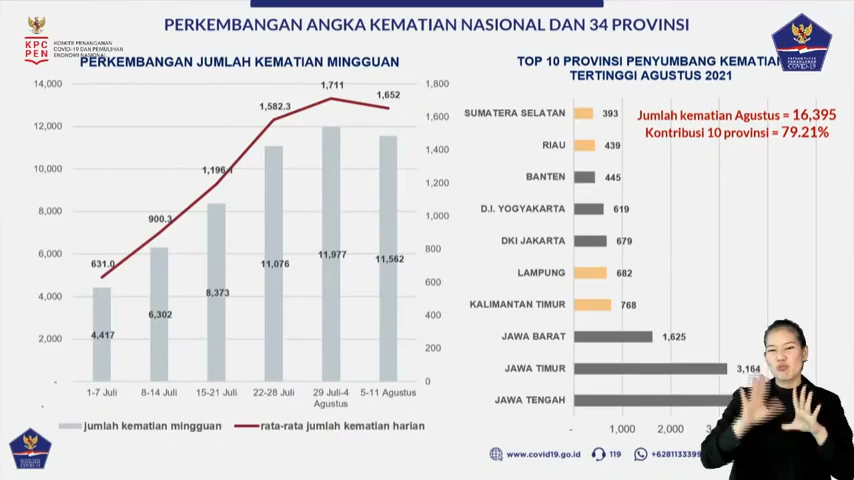 PERKEMBANGAN ANGKA KEMATIAN NASIONAL DAN 34 PROVINSI
KPC
PEN
KOMITE PENANGANAN
COVID-19 DAN PEMULIHAN
EKONOMI NASIONAL
PERKEMBANGAN JUMLAH KEMATIAN MINGGUAN
14,000
12,000
10,000
8,000
6,000
4,000
2,000
-
1,800
1,600
1,400
1,200
1,000
800
600
400
200
0
631.0
900.3
1,196.1
1,582.3
1,711
1,652
4,417
6,302
8,373
11,076
11,977
11,562
1-7 Juli
8-14 Juli
15-21 Juli
22-28 Juli
29 Juli-4
Agustus
5-11 Agustus
jumlah kematian mingguan
rata-rata jumlah kematian harian
TOP 10 PROVINSI PENYUMBANG KEMATIAN
TERTINGGI AGUSTUS 2021
COVID-19
Jumlah kematian Agustus = 16,395
Kontribusi 10 provinsi = 79.21%
SUMATERA SELATAN 393
RIAU 439
BANTEN 445
D.I. YOGYAKARTA 619
DKI JAKARTA 679
LAMPUNG 682
KALIMANTAN TIMUR 768
JAWA BARAT 1,625
JAWA TIMUR 3,164
JAWA TENGAH
- 1,000 2,000
www.covid19.go.id 119 +6281133399